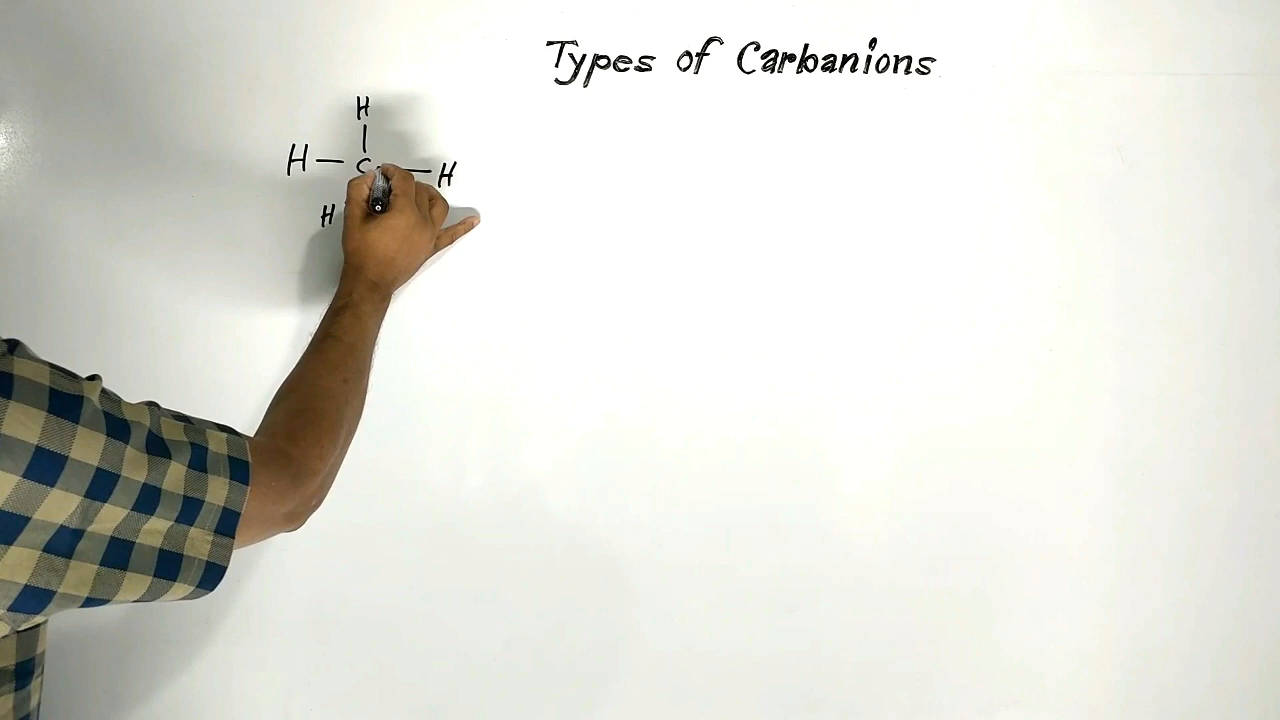 Types of Carbanions
H
H — C — H
H